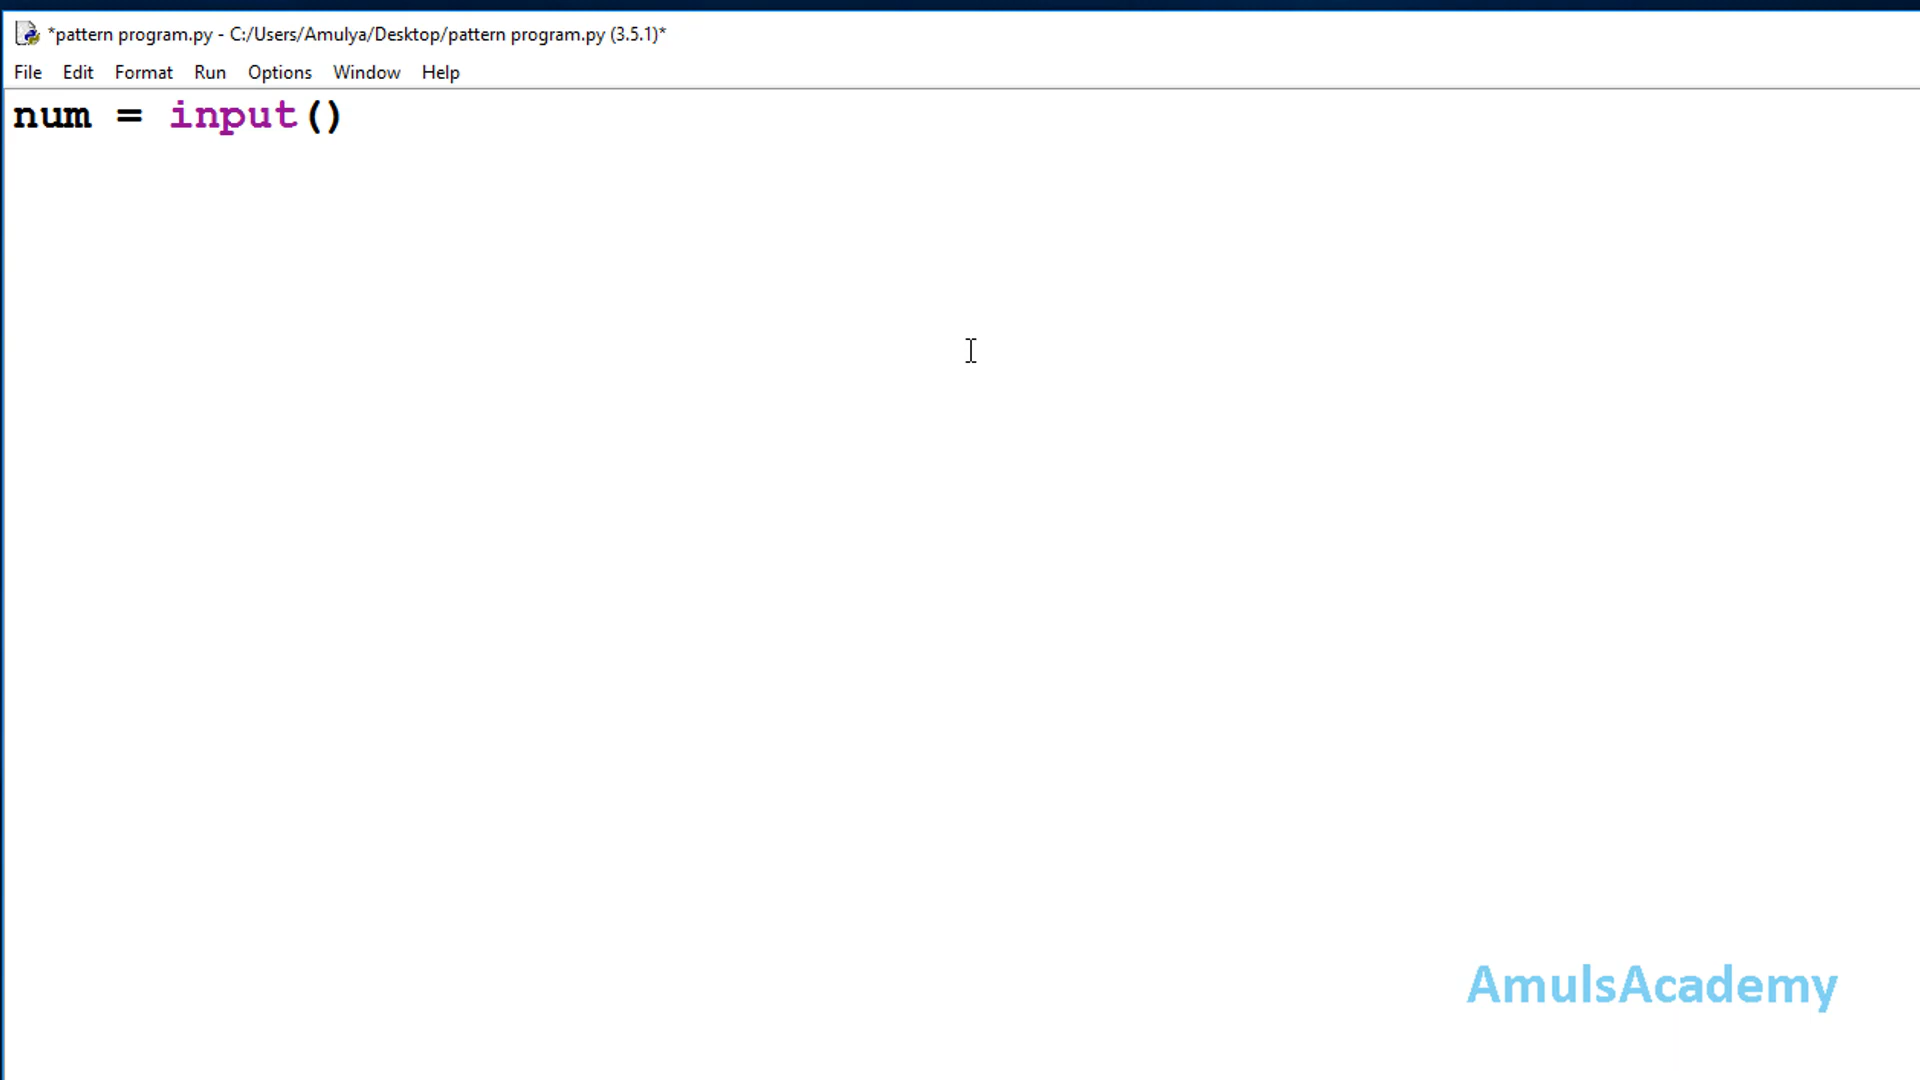 *pattern program.py - C:/Users/Amulya/Desktop/pattern program.py (3.5.1)*
File Edit Format Run Options Window Help
num = input()
AmulsAcademy